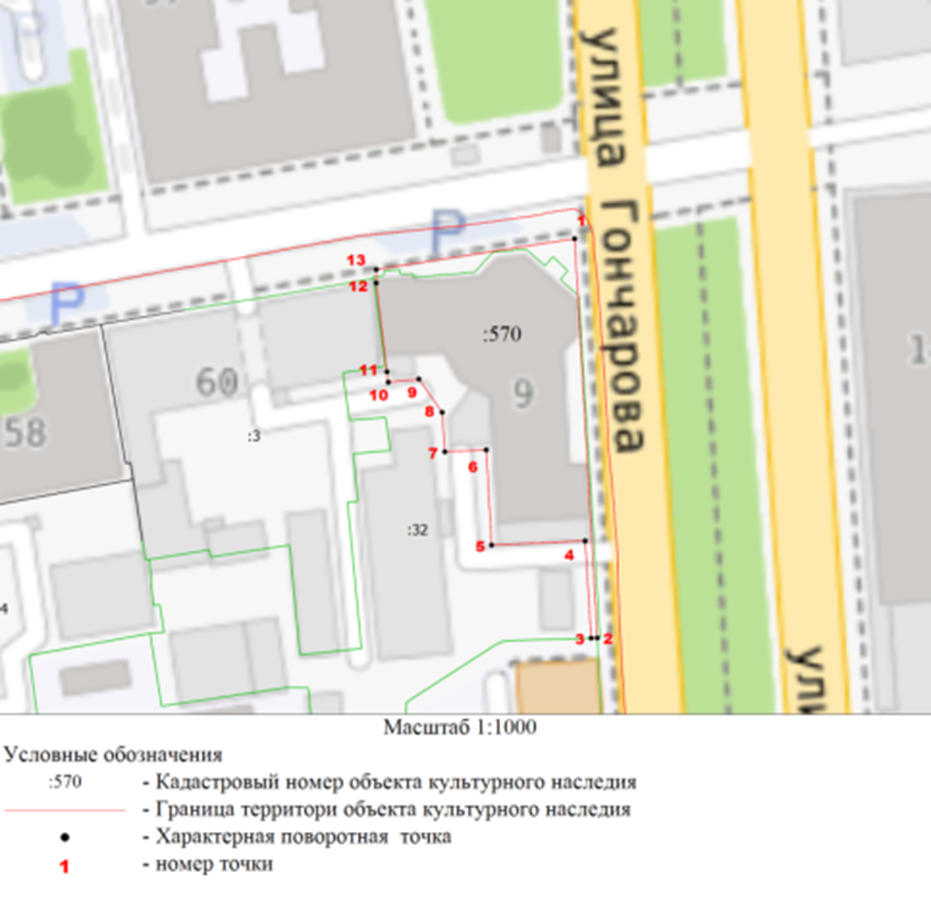 улица Гончарова
1
P
13
12
P
:570
11
60
10
9
9
8
58
:3
7
6
:32
5
4
4
3
2
ули
Масштаб 1:1000
Условные обозначения
:570 - Кадастровый номер объекта культурного наследия
- Граница территори объекта культурного наследия
- Характерная поворотная точка
1 - номер точки